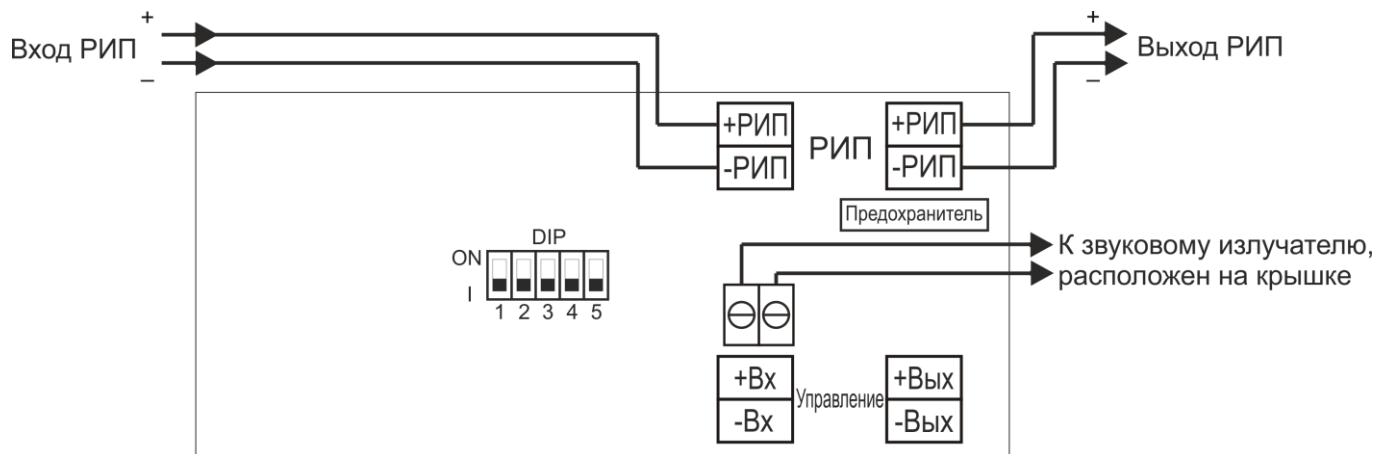 +
Вход РИП
–
+
Выход РИП
–
+РИП
-РИП
РИП
+РИП
-РИП
Предохранитель
DIP
ON
I
1 2 3 4 5
К звуковому излучателю,
расположен на крышке
+Вх
-Вх
Управление
+Вых
-Вых